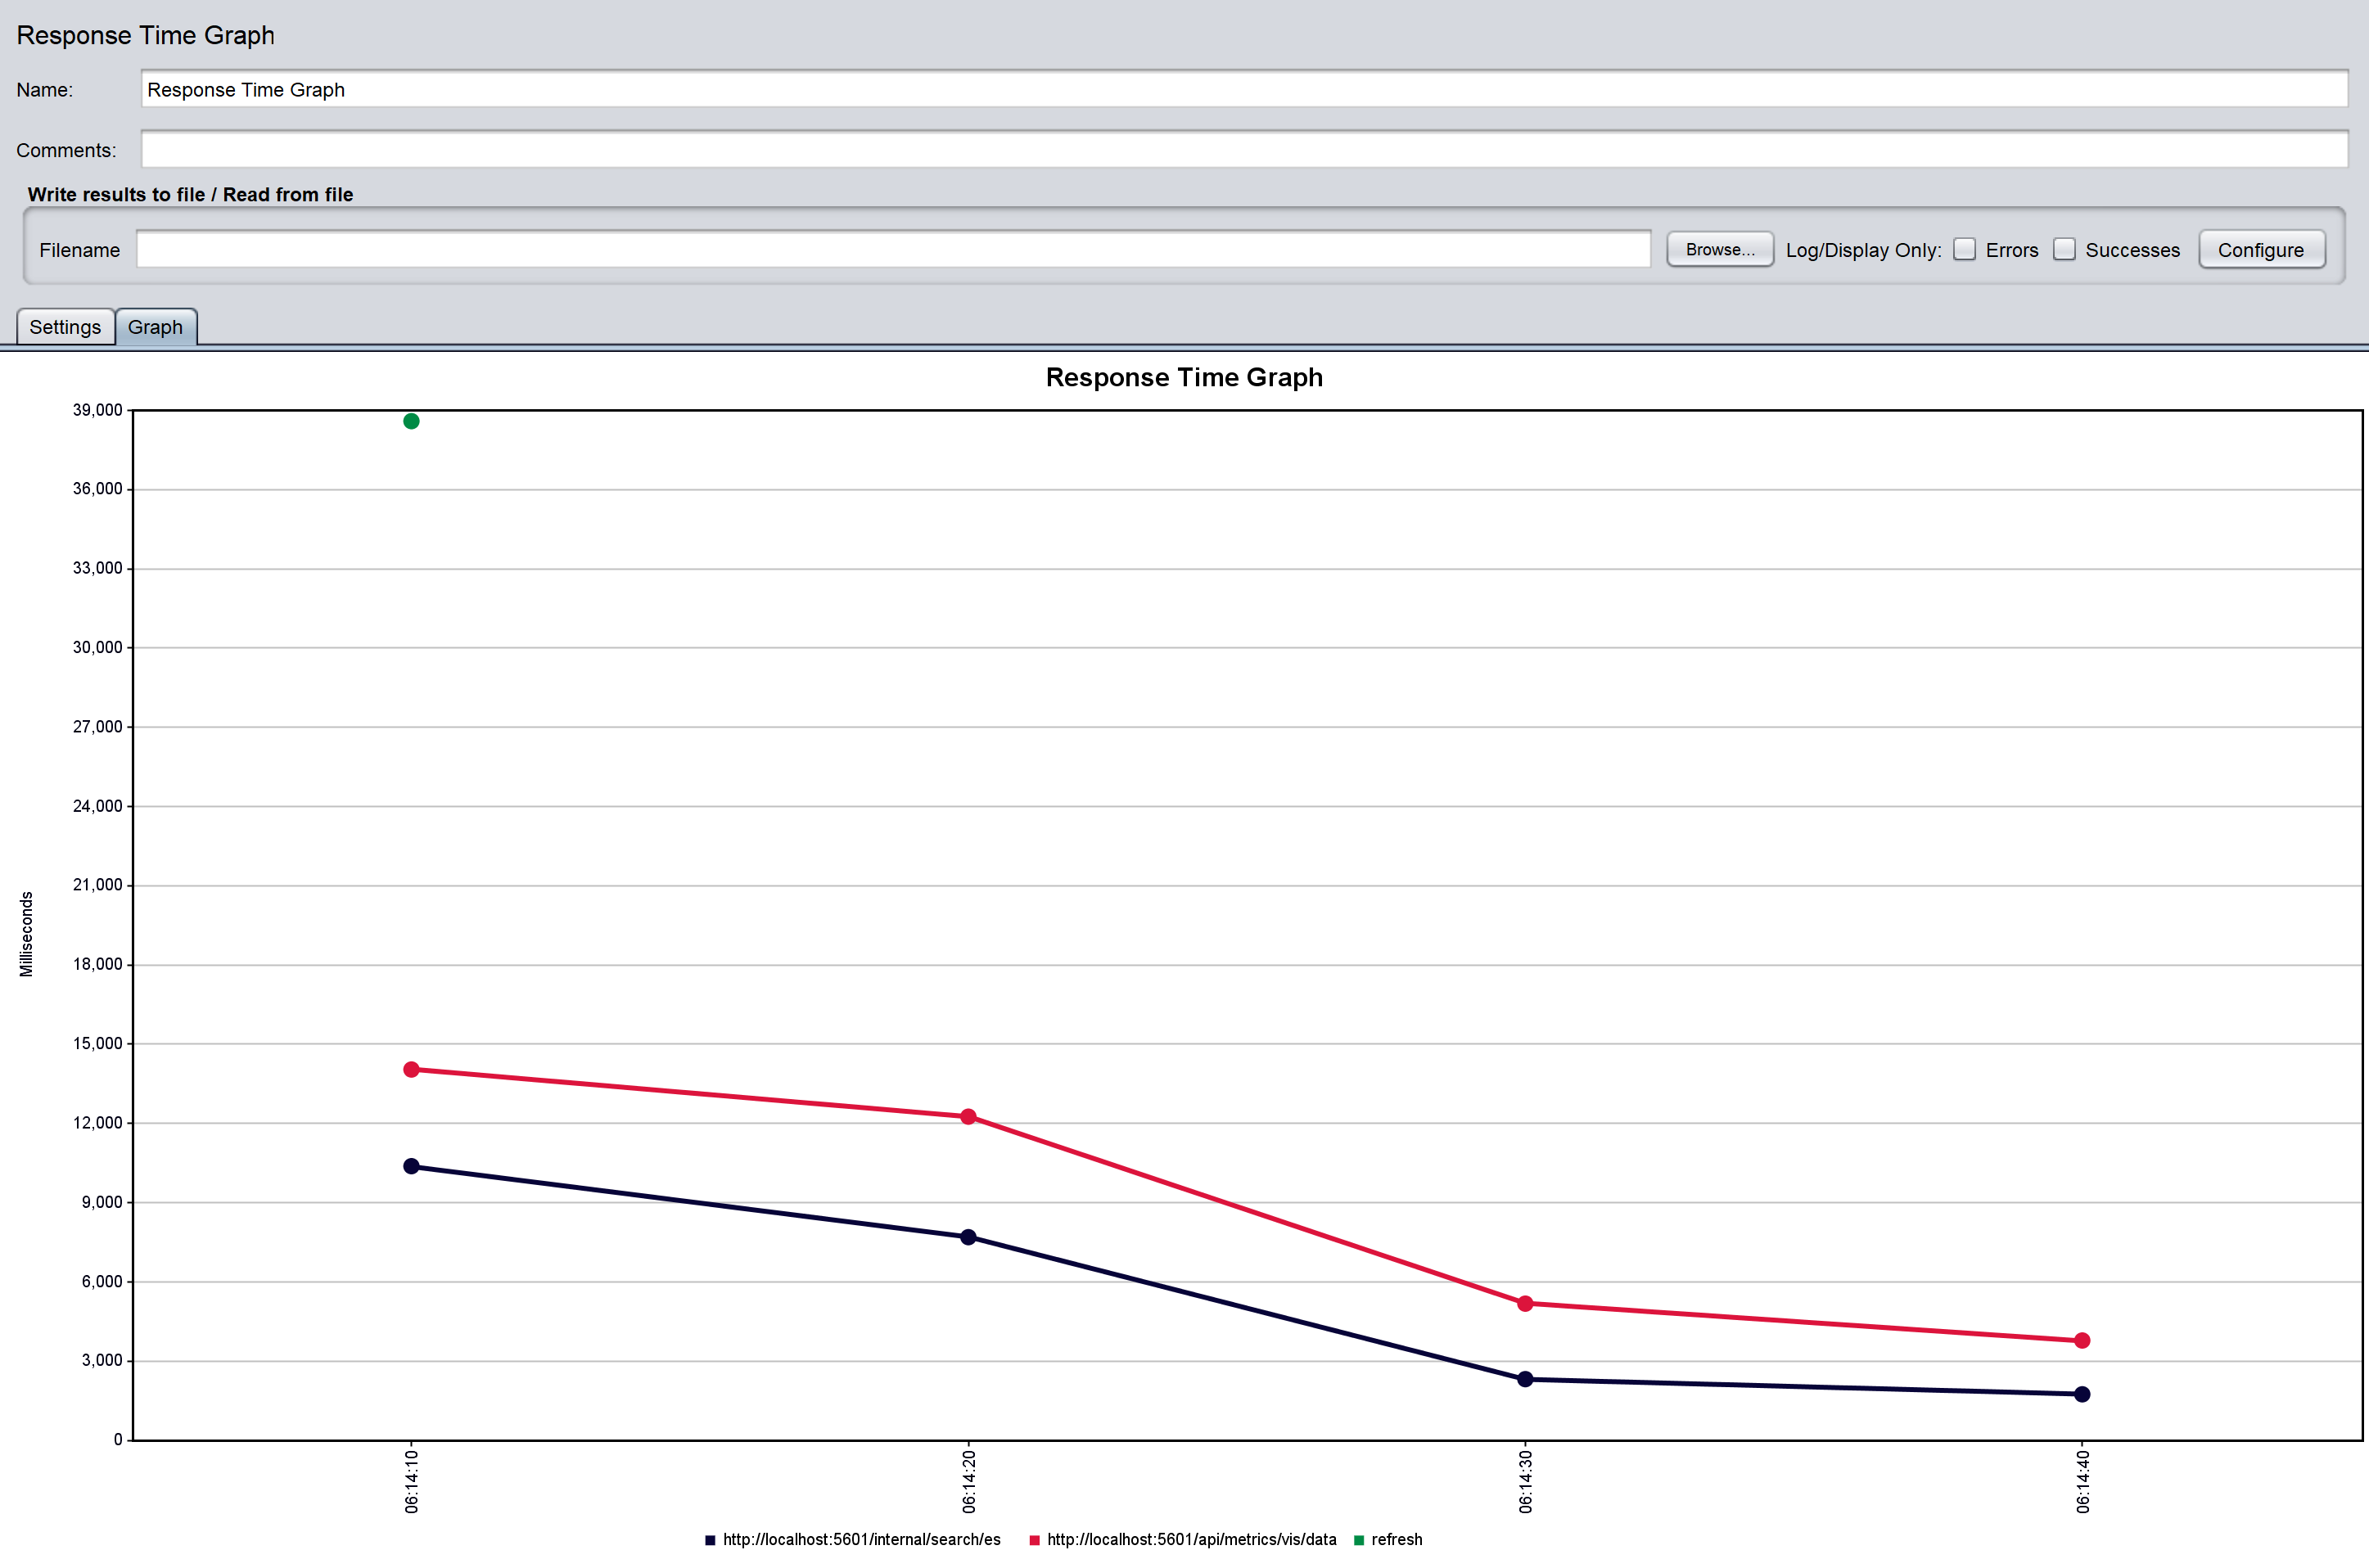 Response Time Graph
Name: Response Time Graph
Comments:
Write results to file / Read from file
Filename Browse... Log/Display Only: Errors Successes Configure
Settings Graph
Response Time Graph
39,000
36,000
33,000
30,000
27,000
24,000
21,000
18,000
15,000
12,000
9,000
6,000
3,000
0
Milliseconds
06:14:10 06:14:20 06:14:30 06:14:40
http://localhost:5601/internal/search/es http://localhost:5601/api/metrics/vis/data refresh